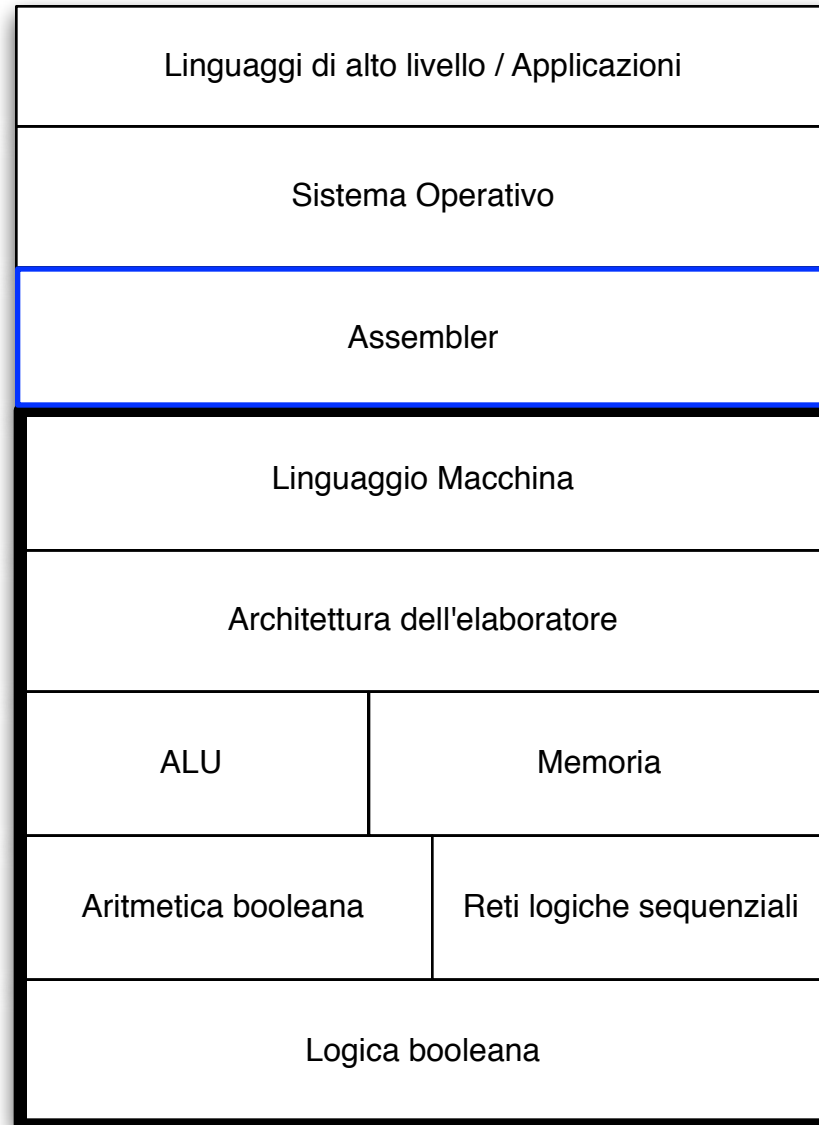 Linguaggi di alto livello / Applicazioni
Sistema Operativo
Assembler
Linguaggio Macchina
Architettura dell'elaboratore
ALU
Memoria
Aritmetica booleana
Reti logiche sequenziali
Logica booleana